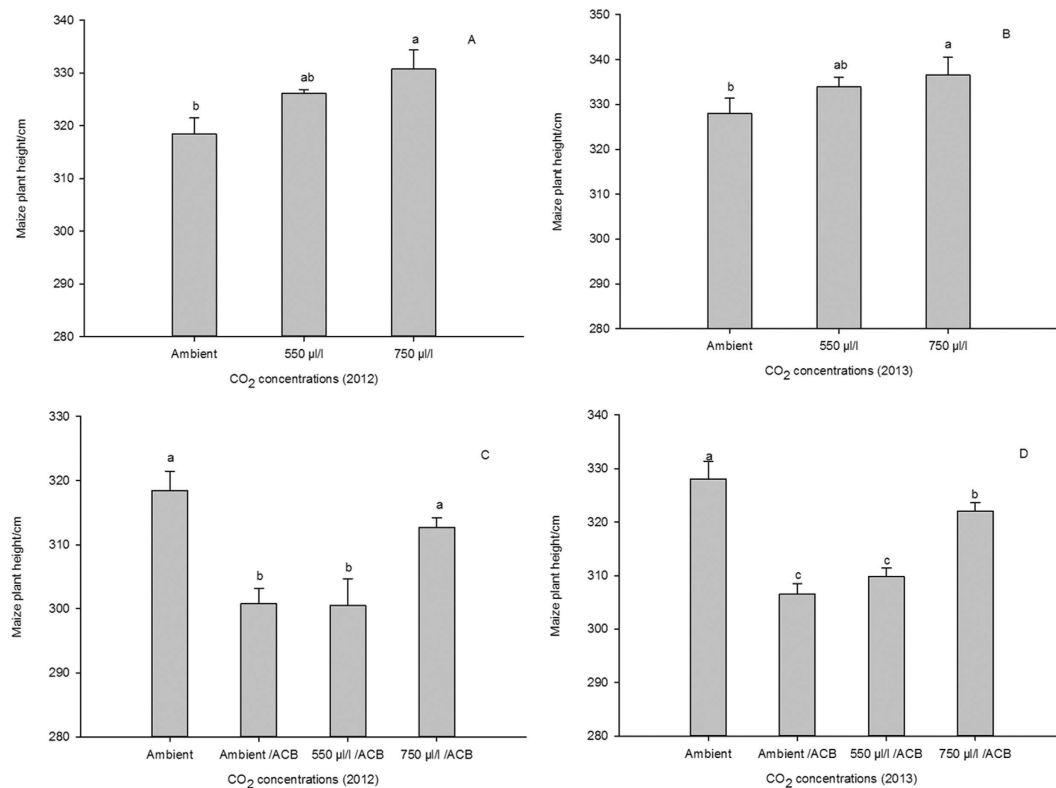 A
Maize plant height/cm
340
330
320
310
300
290
280
b
ab
a
Ambient
550 µl/l
750 µl/l
CO2 concentrations (2012)
B
Maize plant height/cm
350
340
330
320
310
300
290
280
b
ab
a
Ambient
550 µl/l
750 µl/l
CO2 concentrations (2013)
C
Maize plant height/cm
330
320
310
300
290
280
a
b
b
a
Ambient
Ambient /ACB
550 µl/l /ACB
750 µl/l /ACB
CO2 concentrations (2012)
D
Maize plant height/cm
340
330
320
310
300
290
280
a
c
c
b
Ambient
Ambient /ACB
550 µl/l /ACB
750 µl/l /ACB
CO2 concentrations (2013)